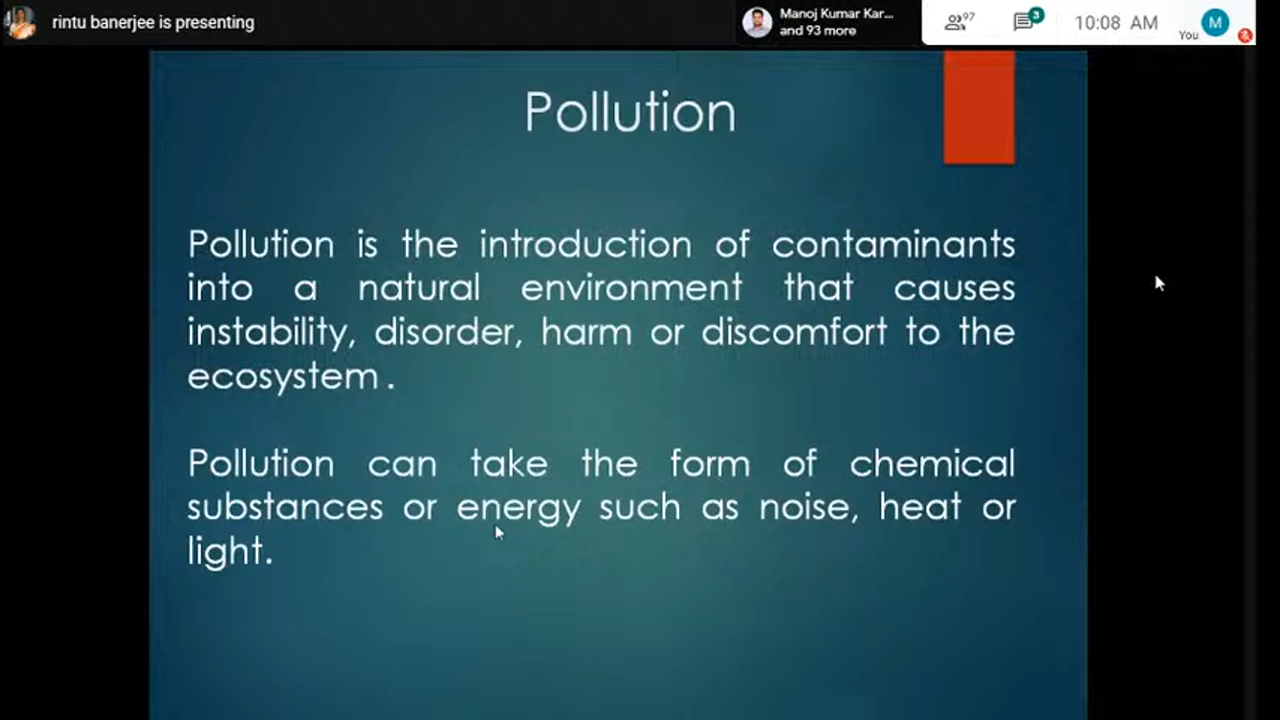 rintu banerjee is presenting
Manoj Kumar Kar...
and 93 more
97
3
10:08 AM
You
M
Pollution
Pollution is the introduction of contaminants
into a natural environment that causes
instability, disorder, harm or discomfort to the
ecosystem .
Pollution can take the form of chemical
substances or energy such as noise, heat or
light.